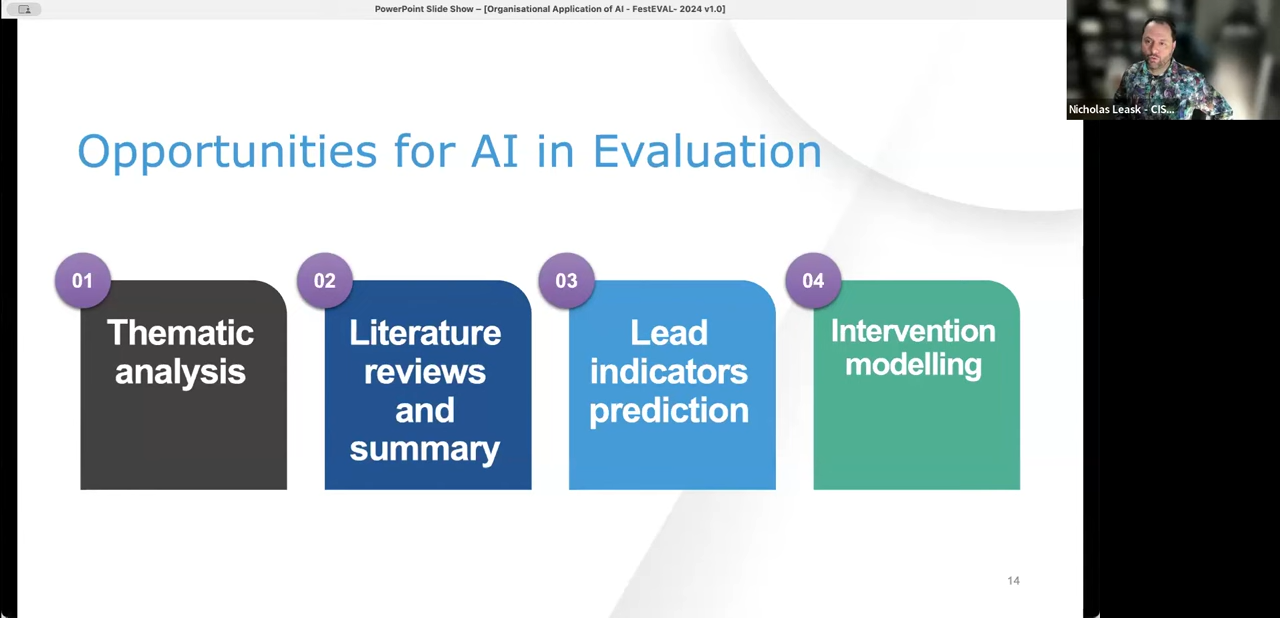 PowerPoint Slide Show – [Organisational Application of AI - FestEVAL- 2024 v1.0]
Nicholas Leask - CIS...
Opportunities for AI in Evaluation
01
Thematic
analysis
02
Literature
reviews
and
summary
03
Lead
indicators
prediction
04
Intervention
modelling
14